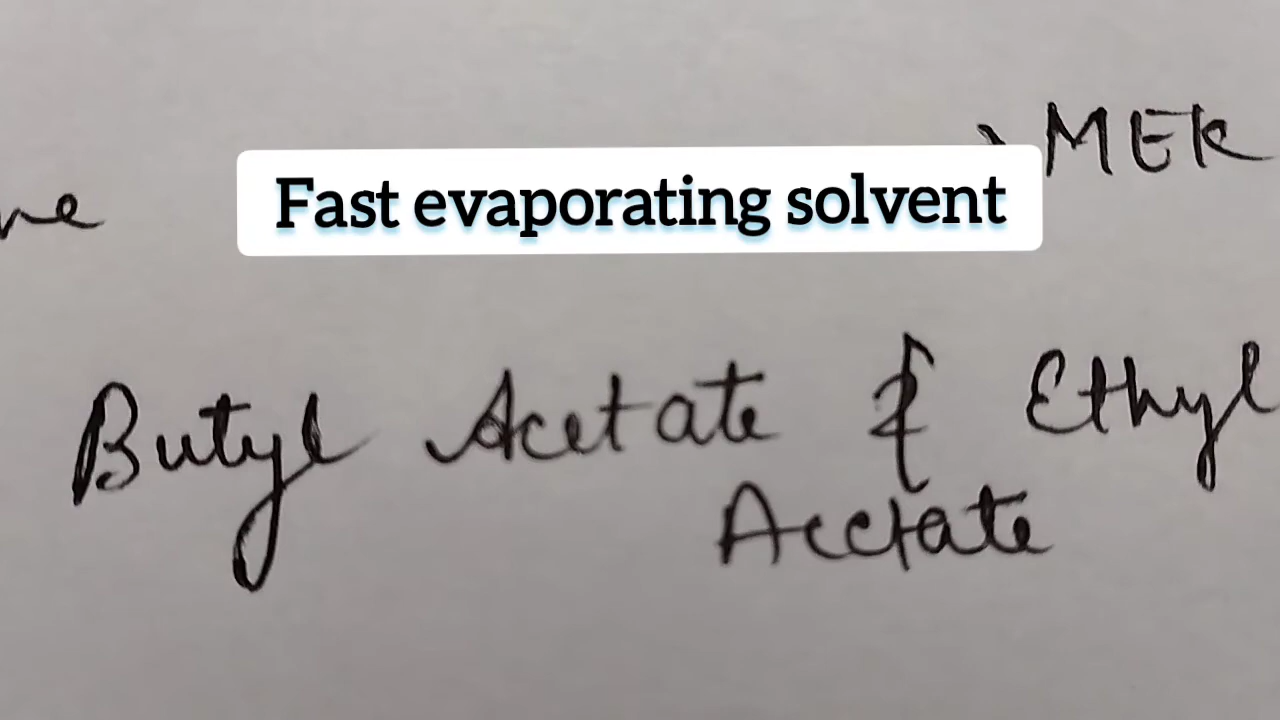 MEK
Fast evaporating solvent
Butyl Acetate & Ethyl
Acetate